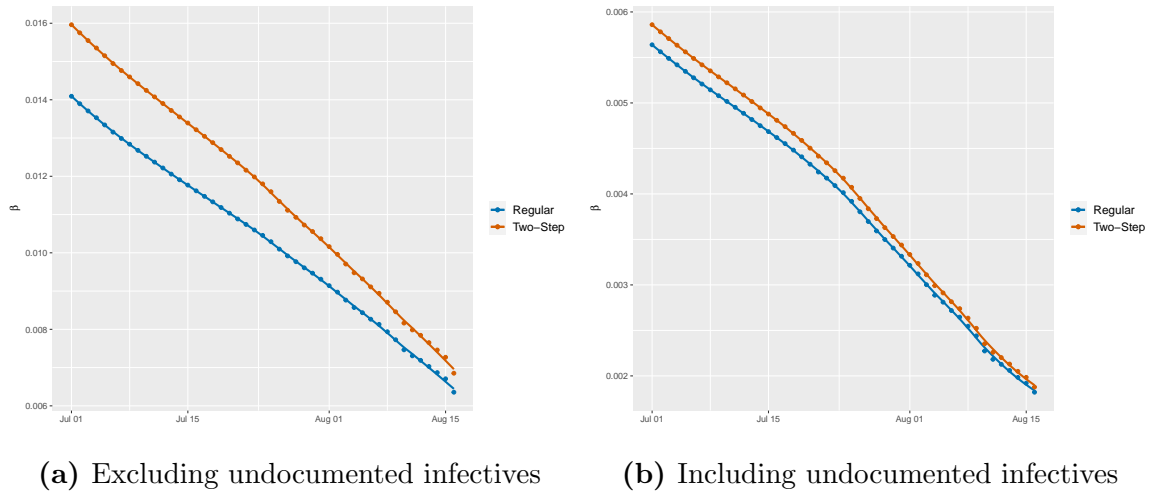 0.016
0.014
0.012
0.010
0.008
0.006
β
Jul 01
Jul 15
Aug 01
Aug 15
Regular
Two−Step
(a) Excluding undocumented infectives
0.006
0.005
0.004
0.003
0.002
β
Jul 01
Jul 15
Aug 01
Aug 15
Regular
Two−Step
(b) Including undocumented infectives